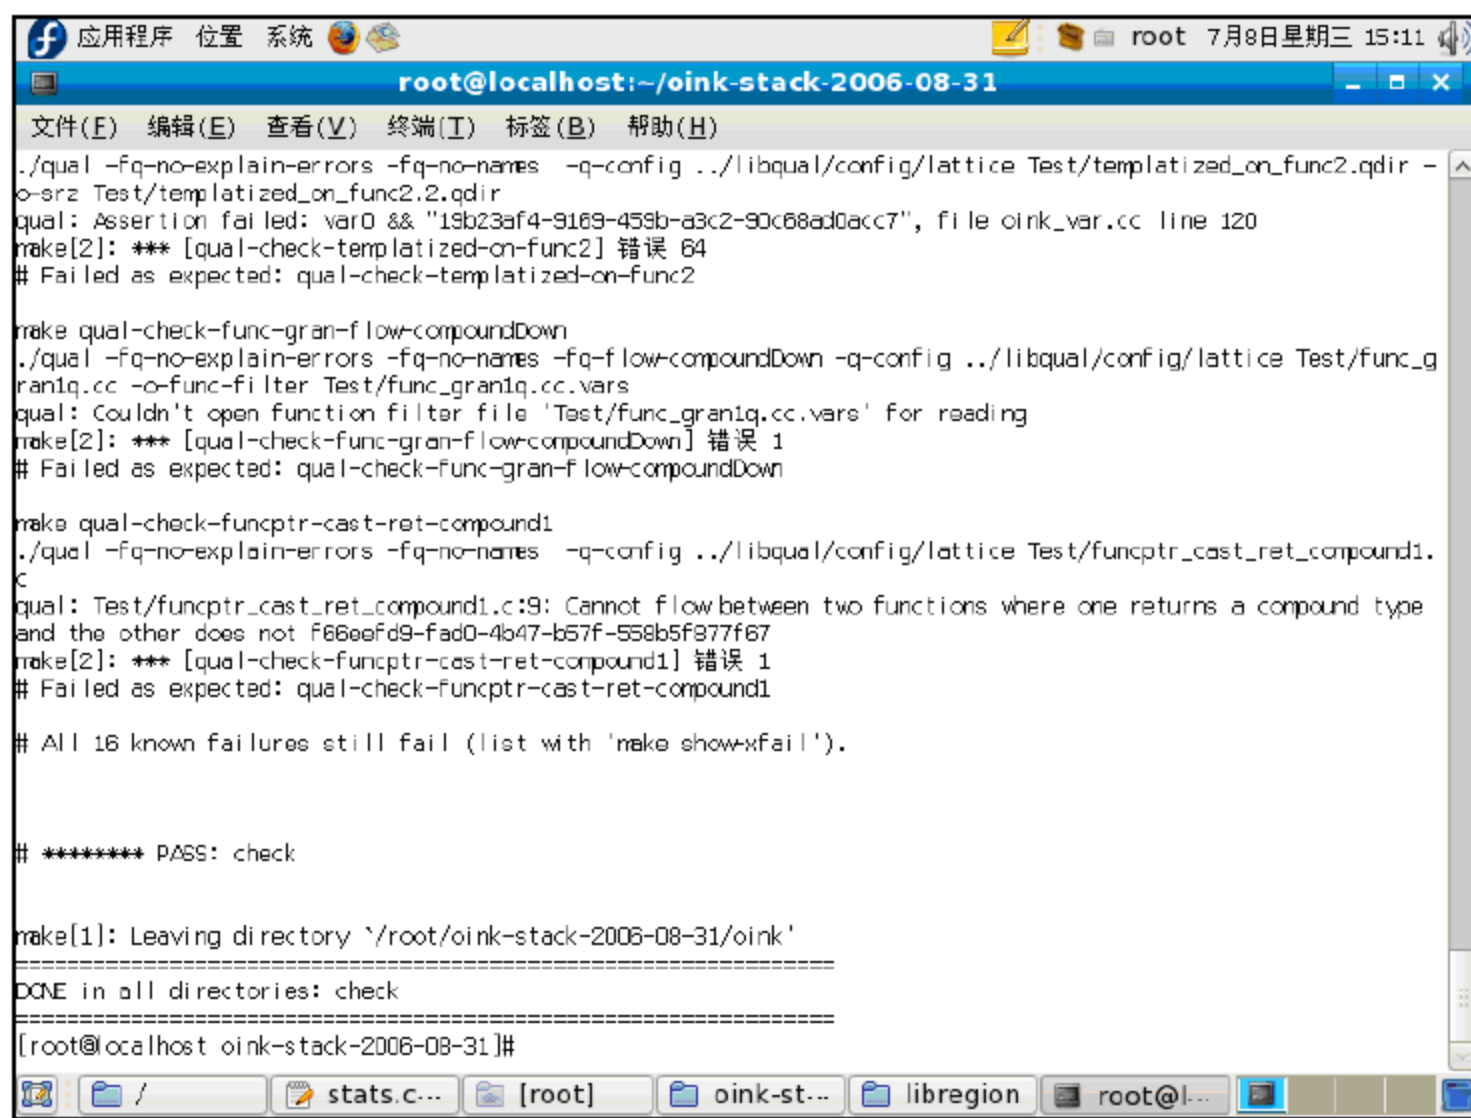 应用程序 位置 系统 root 7月8日星期三 15:11
root@localhost:~/oink-stack-2006-08-31
文件(F) 编辑(E) 查看(V) 终端(T) 标签(B) 帮助(H)
./qual -fq-no-explain-errors -fq-no-names  -q-config ../libqual/config/lattice Test/templatized_on_func2.qdir -
o-srz Test/templatized_on_func2.2.qdir
qual: Assertion failed: var0 && "19b23af4-9169-459b-a3c2-90c68ad0acc7", file oink_var.cc line 120
make[2]: *** [qual-check-templatized-on-func2] 错误 64
# Failed as expected: qual-check-templatized-on-func2
make qual-check-func-gran-flow-compoundDown
./qual -fq-no-explain-errors -fq-no-names -fq-flow-compoundDown -q-config ../libqual/config/lattice Test/func_g
ran1q.cc -o-func-filter Test/func_gran1q.cc.vars
qual: Couldn't open function filter file 'Test/func_gran1q.cc.vars' for reading
make[2]: *** [qual-check-func-gran-flow-compoundDown] 错误 1
# Failed as expected: qual-check-func-gran-flow-compoundDown
make qual-check-funcptr-cast-ret-compound1
./qual -fq-no-explain-errors -fq-no-names  -q-config ../libqual/config/lattice Test/funcptr_cast_ret_compound1.
c
qual: Test/funcptr_cast_ret_compound1.c:9: Cannot flow between two functions where one returns a compound type
and the other does not f66eefd9-fad0-4b47-b57f-558b5f877f67
make[2]: *** [qual-check-funcptr-cast-ret-compound1] 错误 1
# Failed as expected: qual-check-funcptr-cast-ret-compound1
# All 16 known failures still fail (list with 'make show-xfail').
# ******** PASS: check
make[1]: Leaving directory `/root/oink-stack-2006-08-31/oink'
================================================================
DONE in all directories: check
================================================================
[root@localhost oink-stack-2006-08-31]#
/ stats.c... [root] oink-st... libregion root@l...